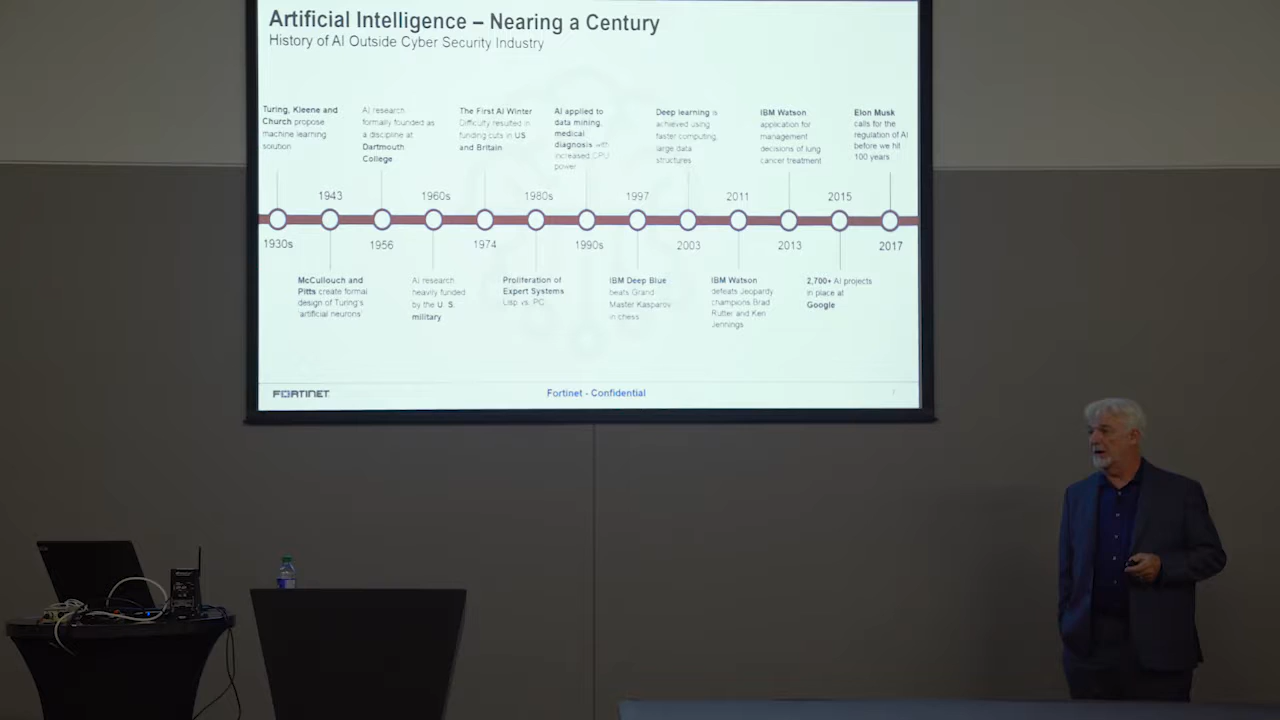 Artificial Intelligence – Nearing a Century
History of AI Outside Cyber Security Industry
Turing, Kleene and
Church propose
machine learning
solution
AI research
formally founded as
a discipline at
Dartmouth
College
The First AI Winter
Difficulty resulted in
funding cuts in US
and Britain
AI applied to
data mining,
medical
diagnosis with
increased CPU
power
Deep learning is
achieved using
faster computing,
large data
structures
IBM Watson
application for
management
decisions of lung
cancer treatment
Elon Musk
calls for the
regulation of AI
before we hit
100 years
1943
1960s
1980s
1997
2011
2015
1930s
1956
1974
1990s
2003
2013
2017
McCullouch and
Pitts create formal
design of Turing's
'artificial neurons'
AI research
heavily funded
by the U. S.
military
Proliferation of
Expert Systems
Lisp vs. PC
IBM Deep Blue
beats Grand
Master Kasparov
in chess
IBM Watson
defeats Jeopardy
champions Brad
Rutter and Ken
Jennings
2,700+ AI projects
in place at
Google
FORTINET
Fortinet - Confidential